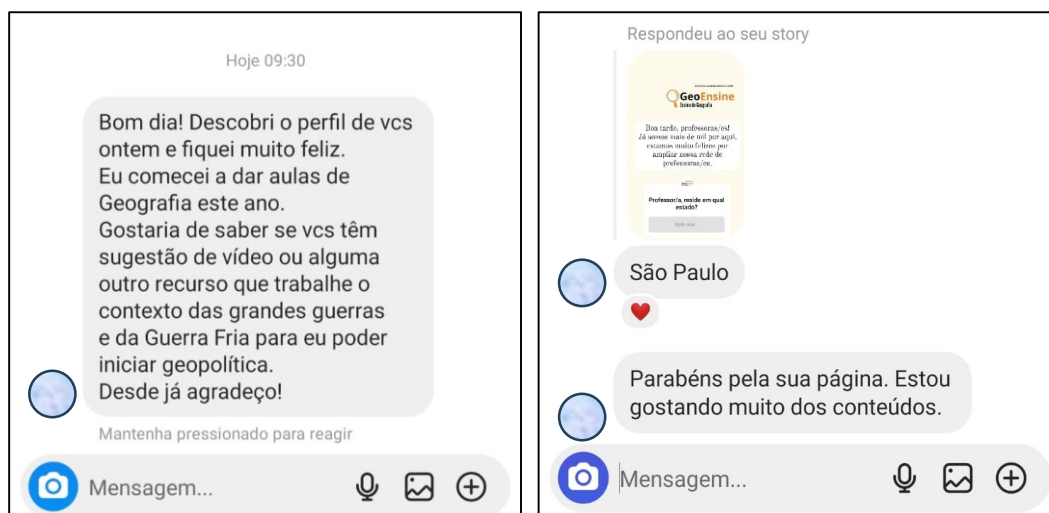 Hoje 09:30
Bom dia! Descobri o perfil de vcs
ontem e fiquei muito feliz.
Eu comecei a dar aulas de
Geografia este ano.
Gostaria de saber se vcs têm
sugestão de vídeo ou alguma
outro recurso que trabalhe o
contexto das grandes guerras
e da Guerra Fria para eu poder
iniciar geopolítica.
Desde já agradeço!
Mantenha pressionado para reagir
Mensagem...
Respondeu ao seu story
GeoEnsine
Ensino de Geografia
Boa tarde, professoras/es!
Já somos mais de mil por aqui,
estamos muito felizes por
ampliar nossa rede de
professoras/es.
Professor/a, reside em qual
estado?
São Paulo
Parabéns pela sua página. Estou
gostando muito dos conteúdos.
Mensagem...